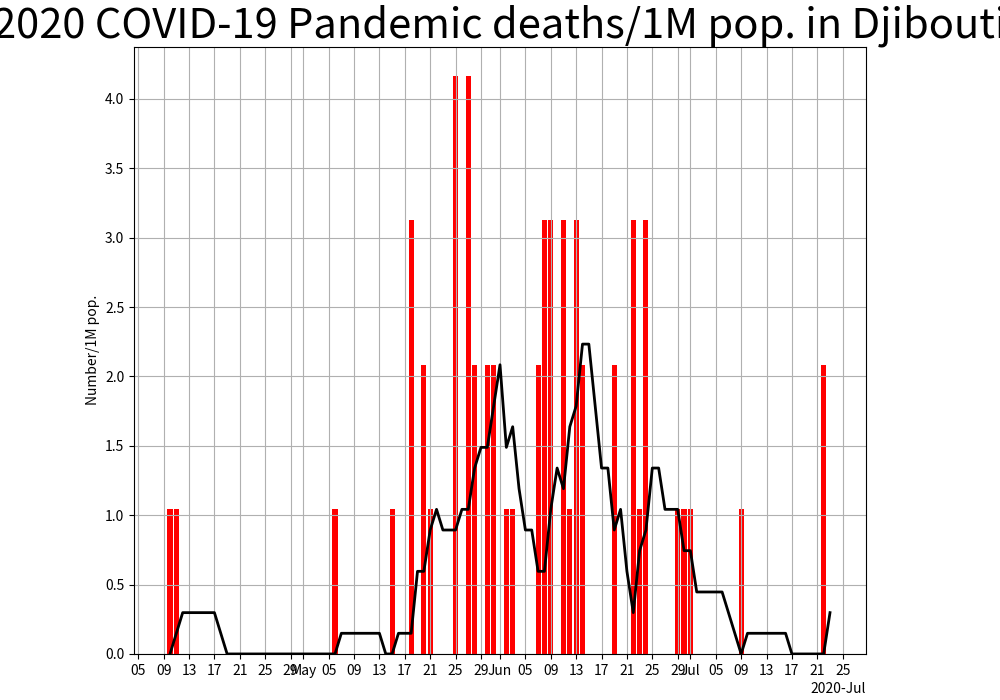 2020 COVID-19 Pandemic deaths/1M pop. in Djibouti
4.0
3.5
3.0
2.5
2.0
1.5
1.0
0.5
0.0
Number/1M pop.
05 09 13 17 21 25 29 May 05 09 13 17 21 25 29 Jun 05 09 13 17 21 25 29 Jul 05 09 13 17 21 25
2020-Jul